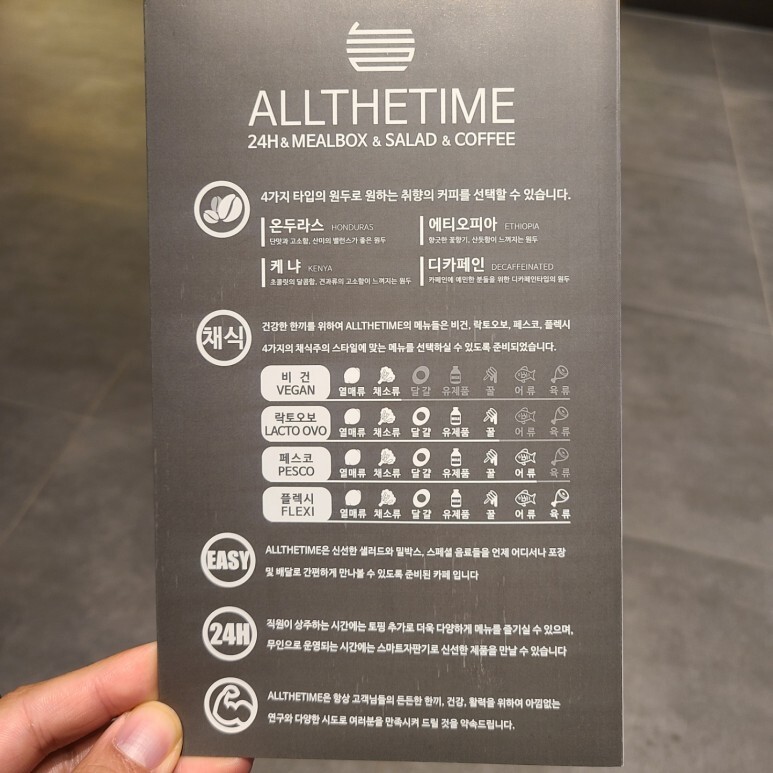 ALLTHETIME
24H & MEALBOX & SALAD & COFFEE
4가지 타입의 원두로 원하는 취향의 커피를 선택할 수 있습니다.
온두라스 HONDURAS
단맛과 고소함, 산미의 밸런스가 좋은 원두
에티오피아 ETHIOPIA
향긋한 꽃향기, 산뜻함이 느껴지는 원두
케냐 KENYA
초콜릿의 달콤함, 견과류의 고소함이 느껴지는 원두
디카페인 DECAFFEINATED
카페인에 예민한 분들을 위한 디카페인타입의 원두
채식
건강한 한끼를 위하여 ALLTHETIME의 메뉴들은 비건, 락토오보, 페스코, 플렉시
4가지의 채식주의 스타일에 맞는 메뉴를 선택하실 수 있도록 준비되었습니다.
비 건
VEGAN
열매류 채소류 달걀 유제품 꿀 어류 육류
락토오보
LACTO OVO
열매류 채소류 달걀 유제품 꿀 어류 육류
페스코
PESCO
열매류 채소류 달걀 유제품 꿀 어류 육류
플렉시
FLEXI
열매류 채소류 달걀 유제품 꿀 어류 육류
EASY
ALLTHETIME은 신선한 샐러드와 밀박스, 스페셜 음료들을 언제 어디서나 포장
및 배달로 간편하게 만나볼 수 있도록 준비된 카페 입니다
24H
직원이 상주하는 시간에는 토핑 추가로 더욱 다양하게 메뉴를 즐기실 수 있으며,
무인으로 운영되는 시간에는 스마트자판기로 신선한 제품을 만날 수 있습니다
ALLTHETIME은 항상 고객님들의 든든한 한끼, 건강, 활력을 위하여 아낌없는
연구와 다양한 시도로 여러분을 만족시켜 드릴 것을 약속드립니다.